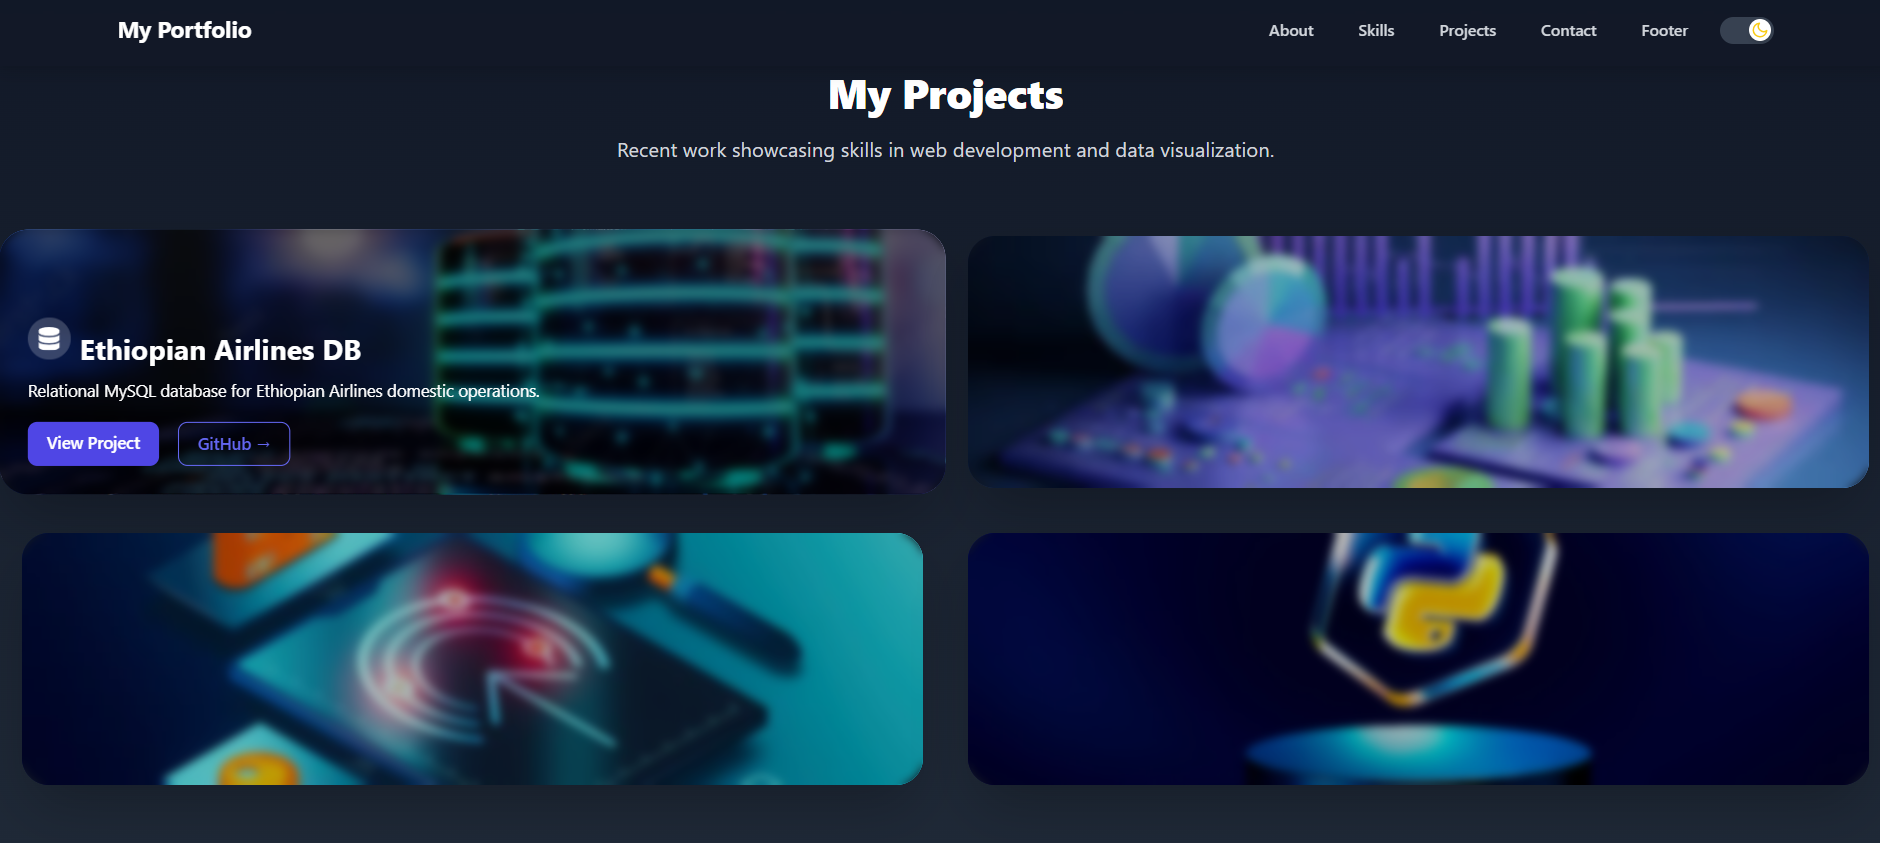 My Portfolio
About
Skills
Projects
Contact
Footer
My Projects
Recent work showcasing skills in web development and data visualization.
Ethiopian Airlines DB
Relational MySQL database for Ethiopian Airlines domestic operations.
View Project
GitHub →